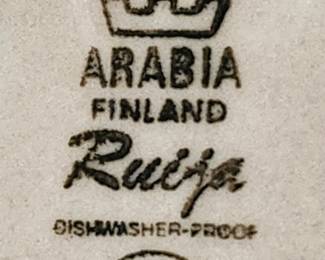 ARABIA
FINLAND
Ruija
DISHWASHER-PROOF